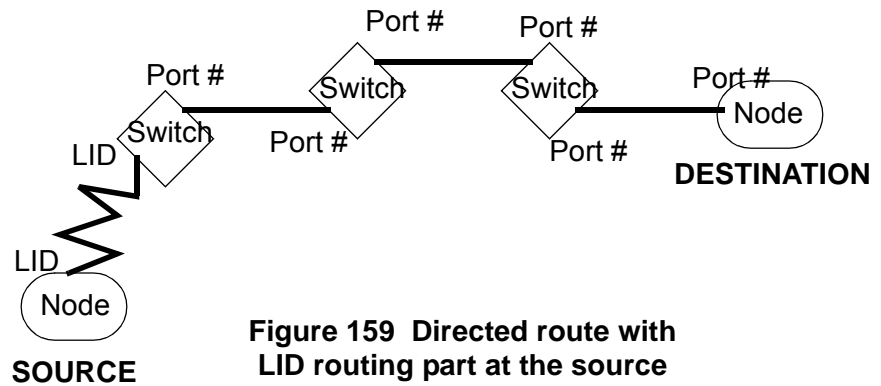 Port #
Port #
Port #
Port #
Switch
Switch
Node
Switch
Port #
Port #
LID
DESTINATION
LID
Node
Figure 159 Directed route with
LID routing part at the source
SOURCE